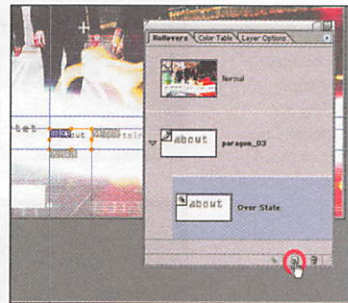 Rollovers Color Table Layer Options
Normal
about
paragon_03
about
Over State